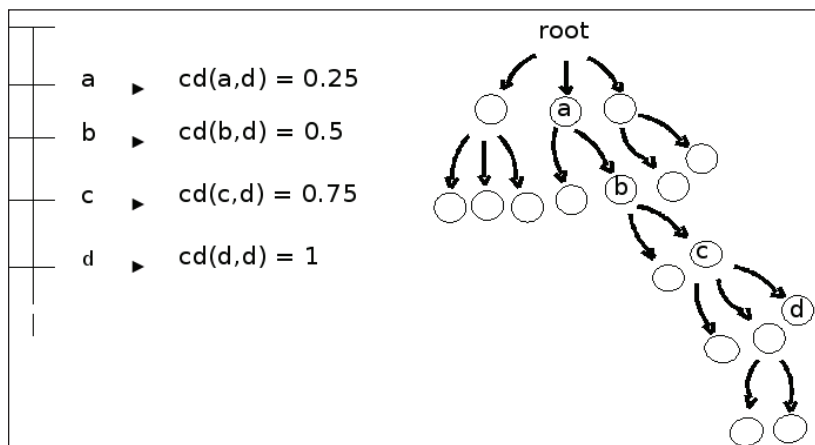 root
a ► cd(a,d) = 0.25
b ► cd(b,d) = 0.5
c ► cd(c,d) = 0.75
d ► cd(d,d) = 1
a
b
c
d